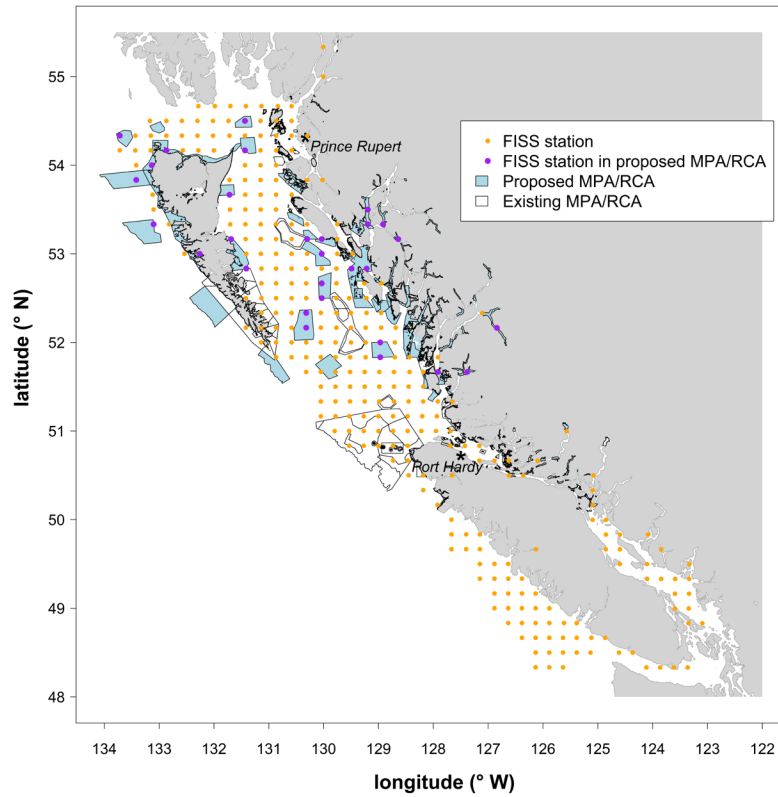 55
54
53
52
51
50
49
48
latitude (° N)
Prince Rupert
Port Hardy
FISS station
FISS station in proposed MPA/RCA
Proposed MPA/RCA
Existing MPA/RCA
134 133 132 131 130 129 128 127 126 125 124 123 122
longitude (° W)